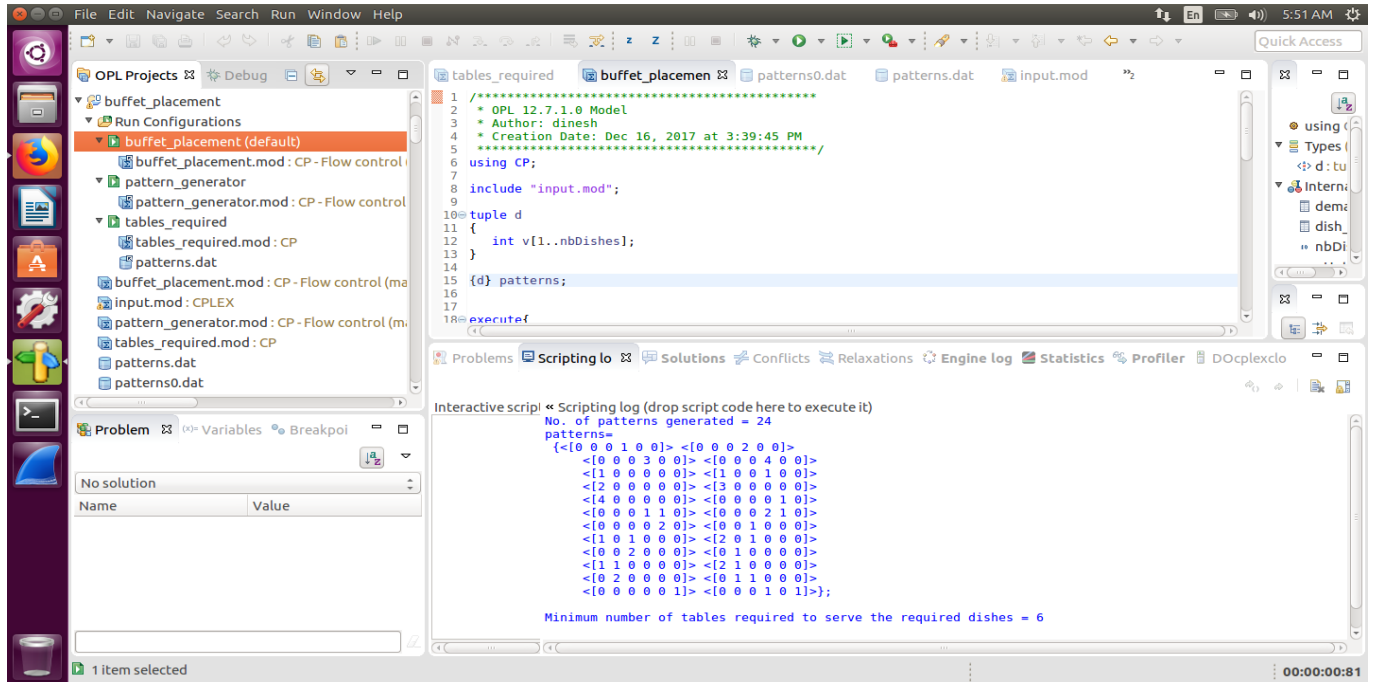 File Edit Navigate Search Run Window Help
En
5:51 AM
Quick Access
OPL Projects
Debug
buffet_placement
Run Configurations
buffet_placement (default)
buffet_placement.mod : CP - Flow control
pattern_generator
pattern_generator.mod : CP - Flow control
tables_required
tables_required.mod : CP
patterns.dat
buffet_placement.mod : CP - Flow control (ma
input.mod : CPLEX
pattern_generator.mod : CP - Flow control (m
tables_required.mod : CP
patterns.dat
patterns0.dat
Problem
(x)= Variables
Breakpoi
No solution
Name Value
1 item selected
tables_required
buffet_placemen
patterns0.dat
patterns.dat
input.mod
»2
1 /*********************************************
2 * OPL 12.7.1.0 Model
3 * Author: dinesh
4 * Creation Date: Dec 16, 2017 at 3:39:45 PM
5 *********************************************/
6 using CP;
7
8 include "input.mod";
9
10 tuple d
11 {
12 int v[1..nbDishes];
13 }
14
15 {d} patterns;
16
17
18 execute{
using
Types
d : tu
Interna
dema
dish_
nbDi
Problems
Scripting lo
Solutions
Conflicts
Relaxations
Engine log
Statistics
Profiler
DOcplexclo
Interactive script
« Scripting log (drop script code here to execute it)
No. of patterns generated = 24
patterns=
{<[0 0 0 1 0 0]> <[0 0 0 2 0 0]>
<[0 0 0 3 0 0]> <[0 0 0 4 0 0]>
<[1 0 0 0 0 0]> <[1 0 0 1 0 0]>
<[2 0 0 0 0 0]> <[3 0 0 0 0 0]>
<[4 0 0 0 0 0]> <[0 0 0 0 1 0]>
<[0 0 0 1 1 0]> <[0 0 0 2 1 0]>
<[0 0 0 0 2 0]> <[0 0 1 0 0 0]>
<[1 0 1 0 0 0]> <[2 0 1 0 0 0]>
<[0 0 2 0 0 0]> <[0 1 0 0 0 0]>
<[1 1 0 0 0 0]> <[2 1 0 0 0 0]>
<[0 2 0 0 0 0]> <[0 1 1 0 0 0]>
<[0 0 0 0 0 1]> <[0 0 0 1 0 1]>};
Minimum number of tables required to serve the required dishes = 6
00:00:00:81